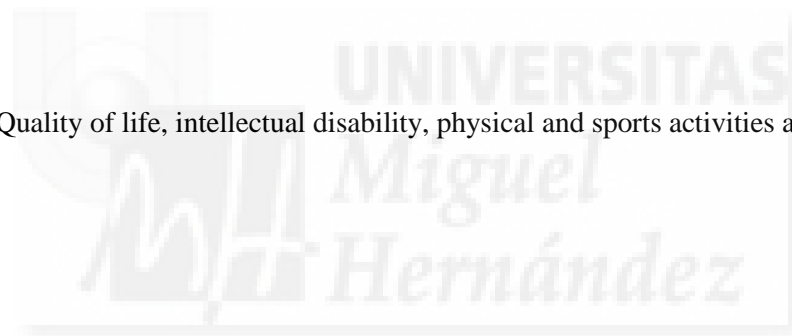 UNIVERSITAS
Quality of life, intellectual disability, physical and sports activities a
Miguel
Hernández